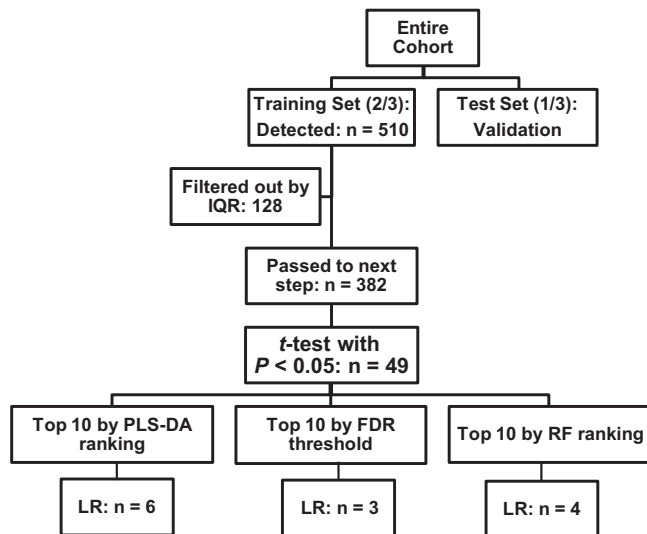 Entire
Cohort
Training Set (2/3):
Detected: n = 510
Test Set (1/3):
Validation
Filtered out by
IQR: 128
Passed to next
step: n = 382
t-test with
P < 0.05: n = 49
Top 10 by PLS-DA
ranking
Top 10 by FDR
threshold
Top 10 by RF ranking
LR: n = 6
LR: n = 3
LR: n = 4